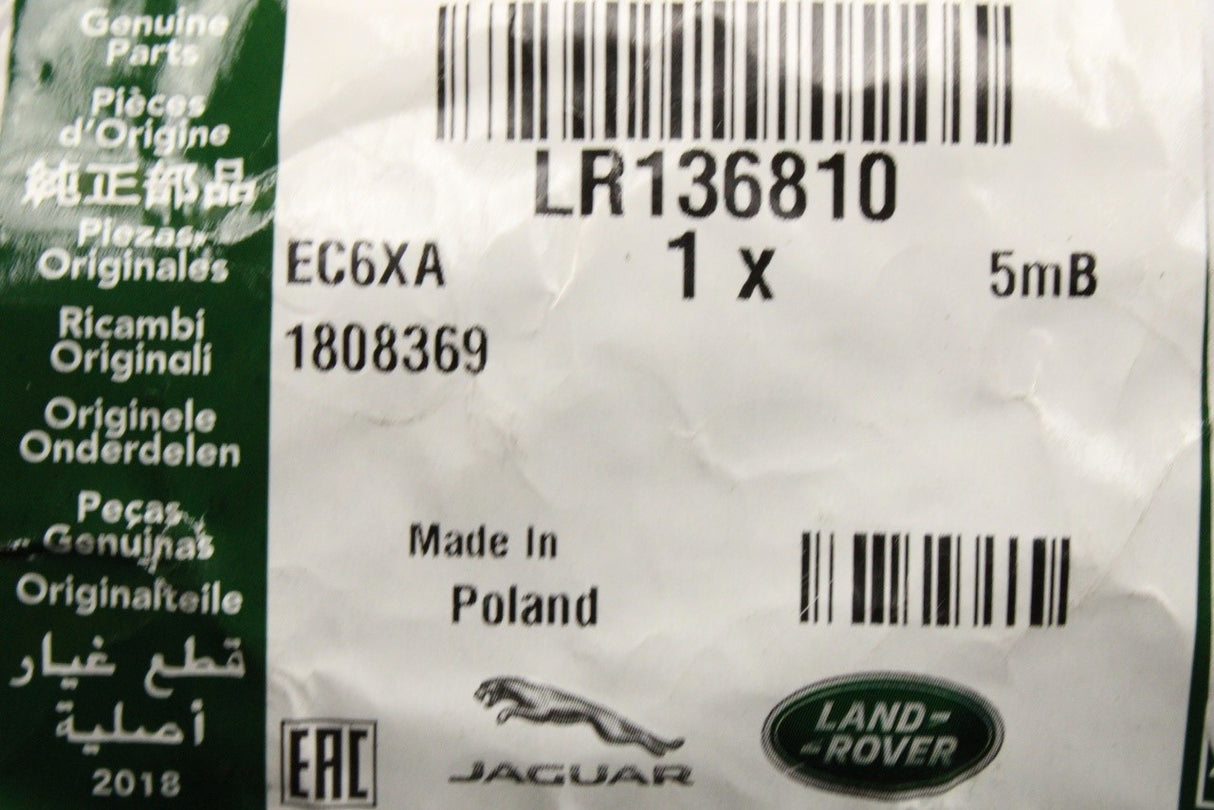 Genuine
Parts
Pièces
d'Origine
純正部品
Piezas
Originales
Ricambi
Originali
Originele
Onderdelen
Peças
Genuinas
Originalteile
قطع غيار
أصلية
2018
LR136810
EC6XA 1 x 5mB
1808369
Made In
Poland
EAC
JAGUAR
LAND-
-ROVER